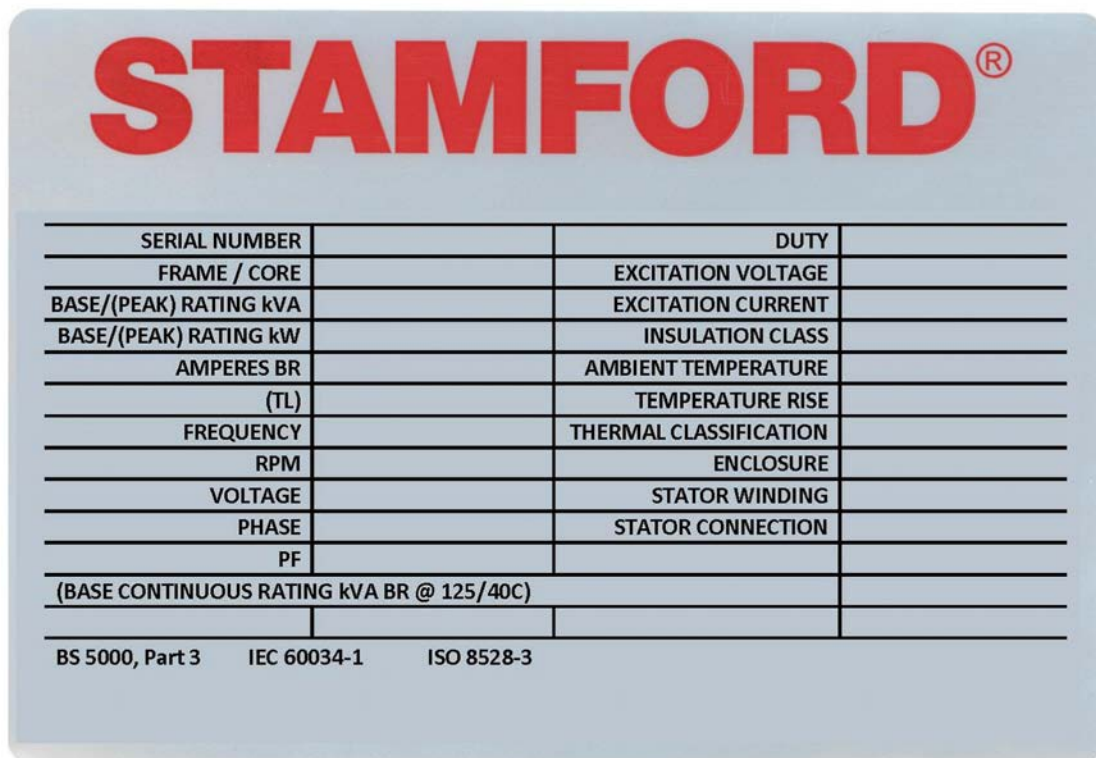 STAMFORD®
SERIAL NUMBER DUTY
FRAME / CORE EXCITATION VOLTAGE
BASE/(PEAK) RATING kVA EXCITATION CURRENT
BASE/(PEAK) RATING kW INSULATION CLASS
AMPERES BR AMBIENT TEMPERATURE
(TL) TEMPERATURE RISE
FREQUENCY THERMAL CLASSIFICATION
RPM ENCLOSURE
VOLTAGE STATOR WINDING
PHASE STATOR CONNECTION
PF
(BASE CONTINUOUS RATING kVA BR @ 125/40C)
BS 5000, Part 3 IEC 60034-1 ISO 8528-3